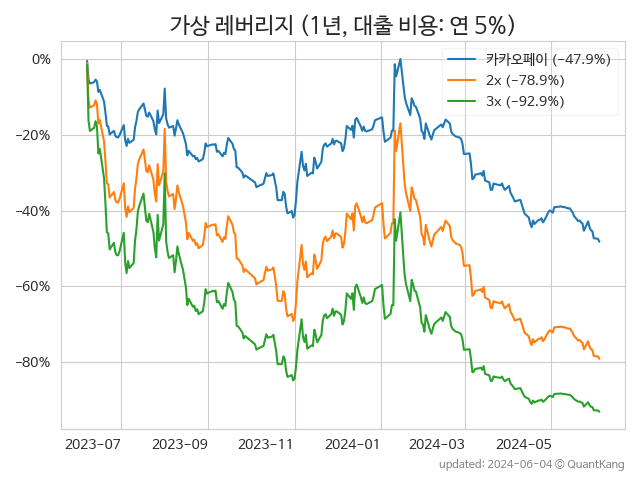 가상 레버리지 (1년, 대출 비용: 연 5%)
카카오페이 (−47.9%)
2x (−78.9%)
3x (−92.9%)
0%
−20%
−40%
−60%
−80%
2023-07 2023-09 2023-11 2024-01 2024-03 2024-05
updated: 2024-06-04 © QuantKang